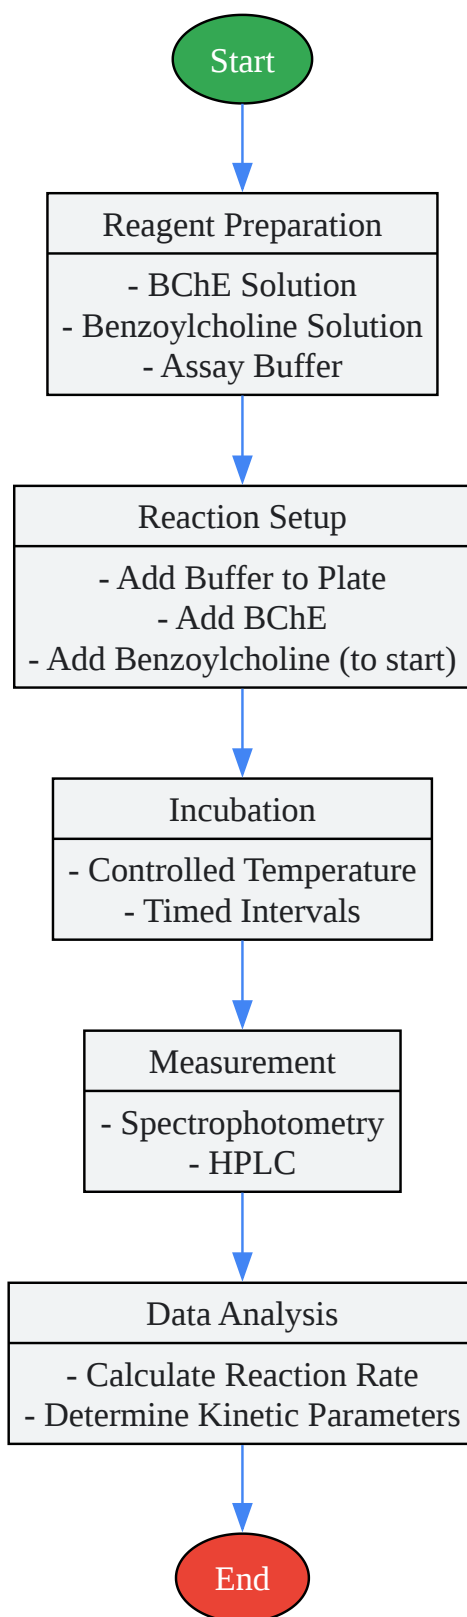 Start
Reagent Preparation
- BChE Solution
- Benzoylcholine Solution
- Assay Buffer
Reaction Setup
- Add Buffer to Plate
- Add BChE
- Add Benzoylcholine (to start)
Incubation
- Controlled Temperature
- Timed Intervals
Measurement
- Spectrophotometry
- HPLC
Data Analysis
- Calculate Reaction Rate
- Determine Kinetic Parameters
End